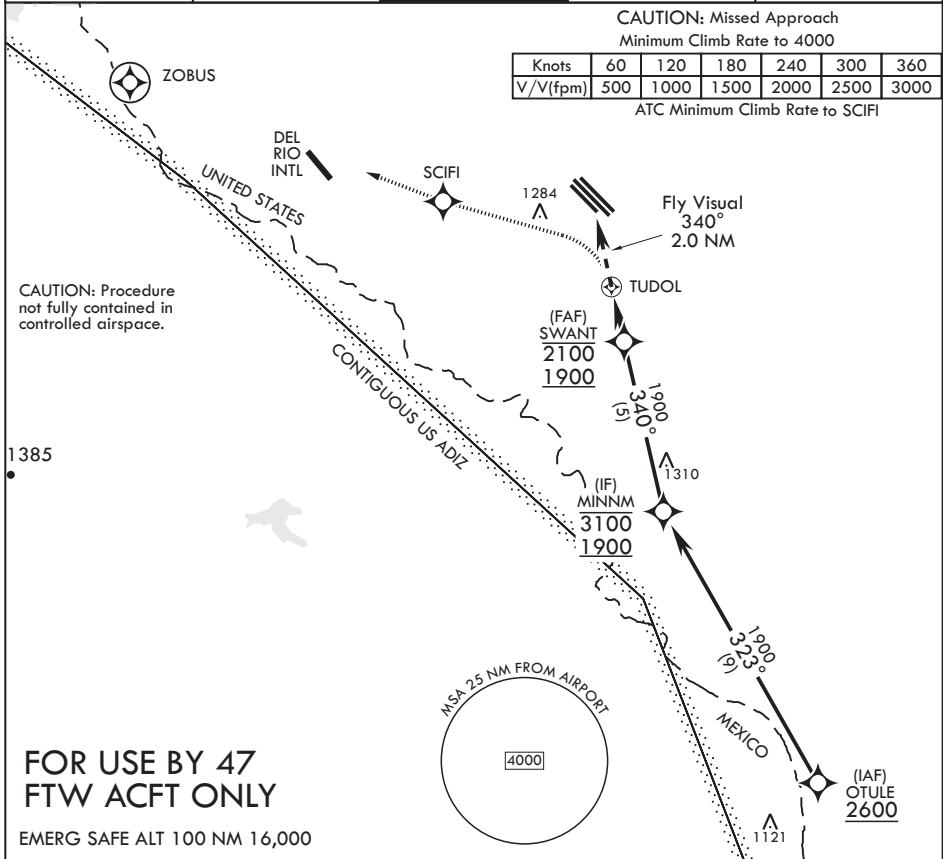 CAUTION: Missed Approach
Minimum Climb Rate to 4000
Knots 60 120 180 240 300 360
V/V(fpm) 500 1000 1500 2000 2500 3000
ATC Minimum Climb Rate to SCIFI
ZOBUS
DEL
RIO
INTL
SCIFI
1284
UNITED STATES
Fly Visual
340°
2.0 NM
TUDOL
CAUTION: Procedure
not fully contained in
controlled airspace.
(FAF)
SWANT
2100
1900
CONTIGUOUS US ADIZ
1900
340°
(5)
1385
1310
(IF)
MINNM
3100
1900
1900
323°
(9)
MSA 25 NM FROM AIRPORT
4000
MEXICO
FOR USE BY 47
FTW ACFT ONLY
(IAF)
OTULE
2600
1121
EMERG SAFE ALT 100 NM 16,000